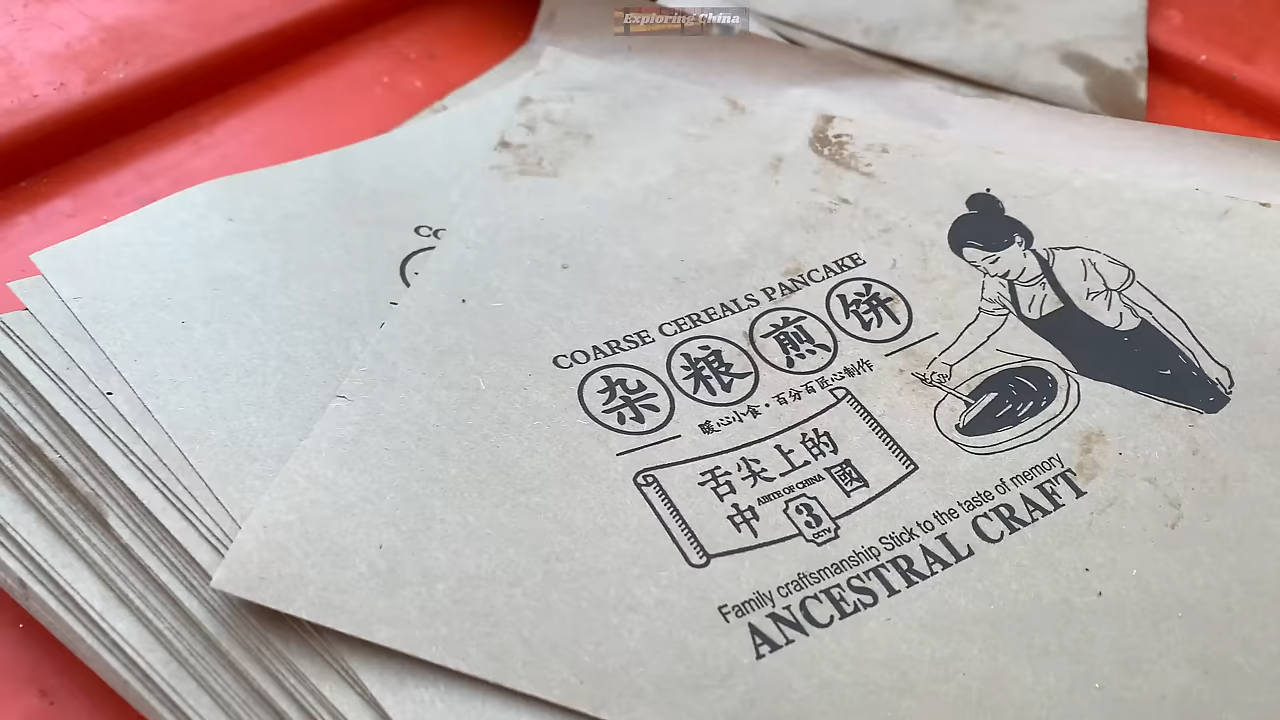 Exploring China
CO
COARSE CEREALS PANCAKE
杂粮煎饼
暖心小食·百分百匠心制作
舌尖上的
A BITE OF CHINA
中國
3
CCTV
Family craftsmanship Stick to the taste of memory
ANCESTRAL CRAFT